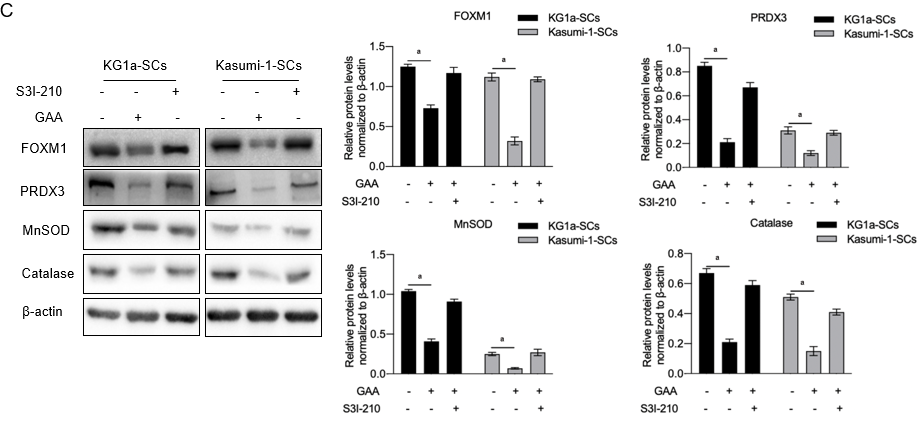 C
KG1a-SCs Kasumi-1-SCs
S3I-210 - - + - - +
GAA - + - - + -
FOXM1
PRDX3
MnSOD
Catalase
β-actin
FOXM1
KG1a-SCs
Kasumi-1-SCs
Relative protein levels
normalized to β-actin
1.5
1.0
0.5
0.0
a
a
GAA - + + - + +
S3I-210 - - + - - +
PRDX3
KG1a-SCs
Kasumi-1-SCs
Relative protein levels
normalized to β-actin
1.0
0.8
0.6
0.4
0.2
0.0
a
a
GAA - + + - + +
S3I-210 - - + - - +
MnSOD
KG1a-SCs
Kasumi-1-SCs
Relative protein levels
normalized to β-actin
1.5
1.0
0.5
0.0
a
a
GAA - + + - + +
S3I-210 - - + - - +
Catalase
KG1a-SCs
Kasumi-1-SCs
Relative protein levels
normalized to β-actin
0.8
0.6
0.4
0.2
0.0
a
a
GAA - + + - + +
S3I-210 - - + - - +